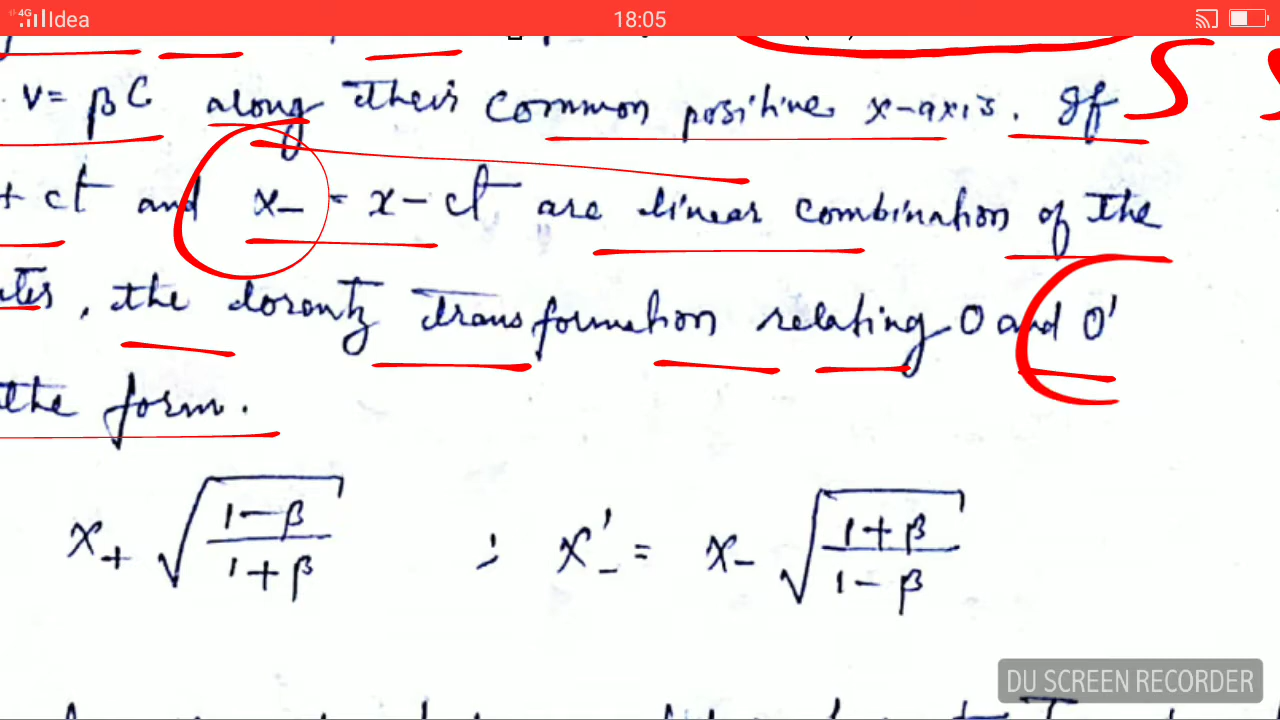 4G Idea 18:05
v = βC along their common positive x-axis. If
+ ct and x₋ = x - ct are linear combination of the
, the Lorentz transformation relating O and O'
the form.
x₊ √((1-β)/(1+β)) ; x'₋ = x₋ √((1+β)/(1-β))
DU SCREEN RECORDER